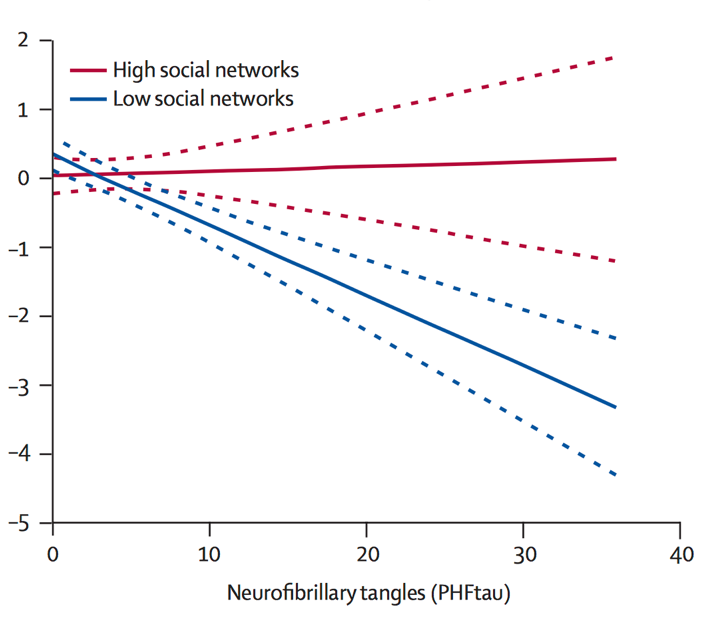 2
High social networks
Low social networks
1
0
–1
–2
–3
–4
–5
0 10 20 30 40
Neurofibrillary tangles (PHFtau)